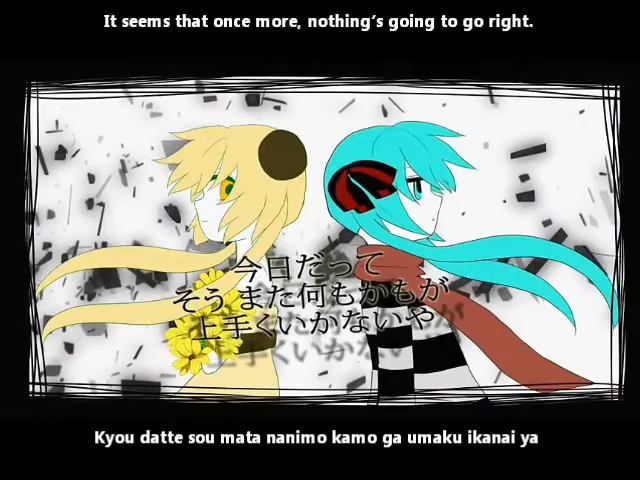 It seems that once more, nothing's going to go right.
今日だって
そう また何もかもが
上手くいかないや
Kyou datte sou mata nanimo kamo ga umaku ikanai ya